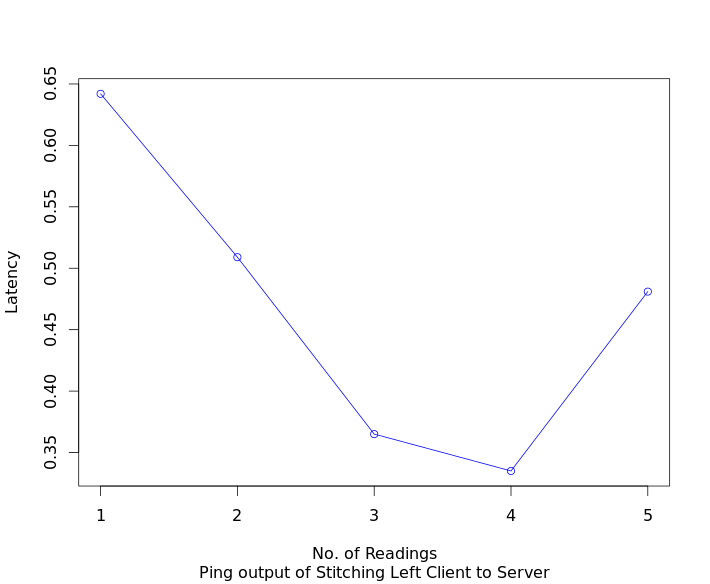 0.65
0.60
0.55
0.50
0.45
0.40
0.35
Latency
1 2 3 4 5
No. of Readings
Ping output of Stitching Left Client to Server